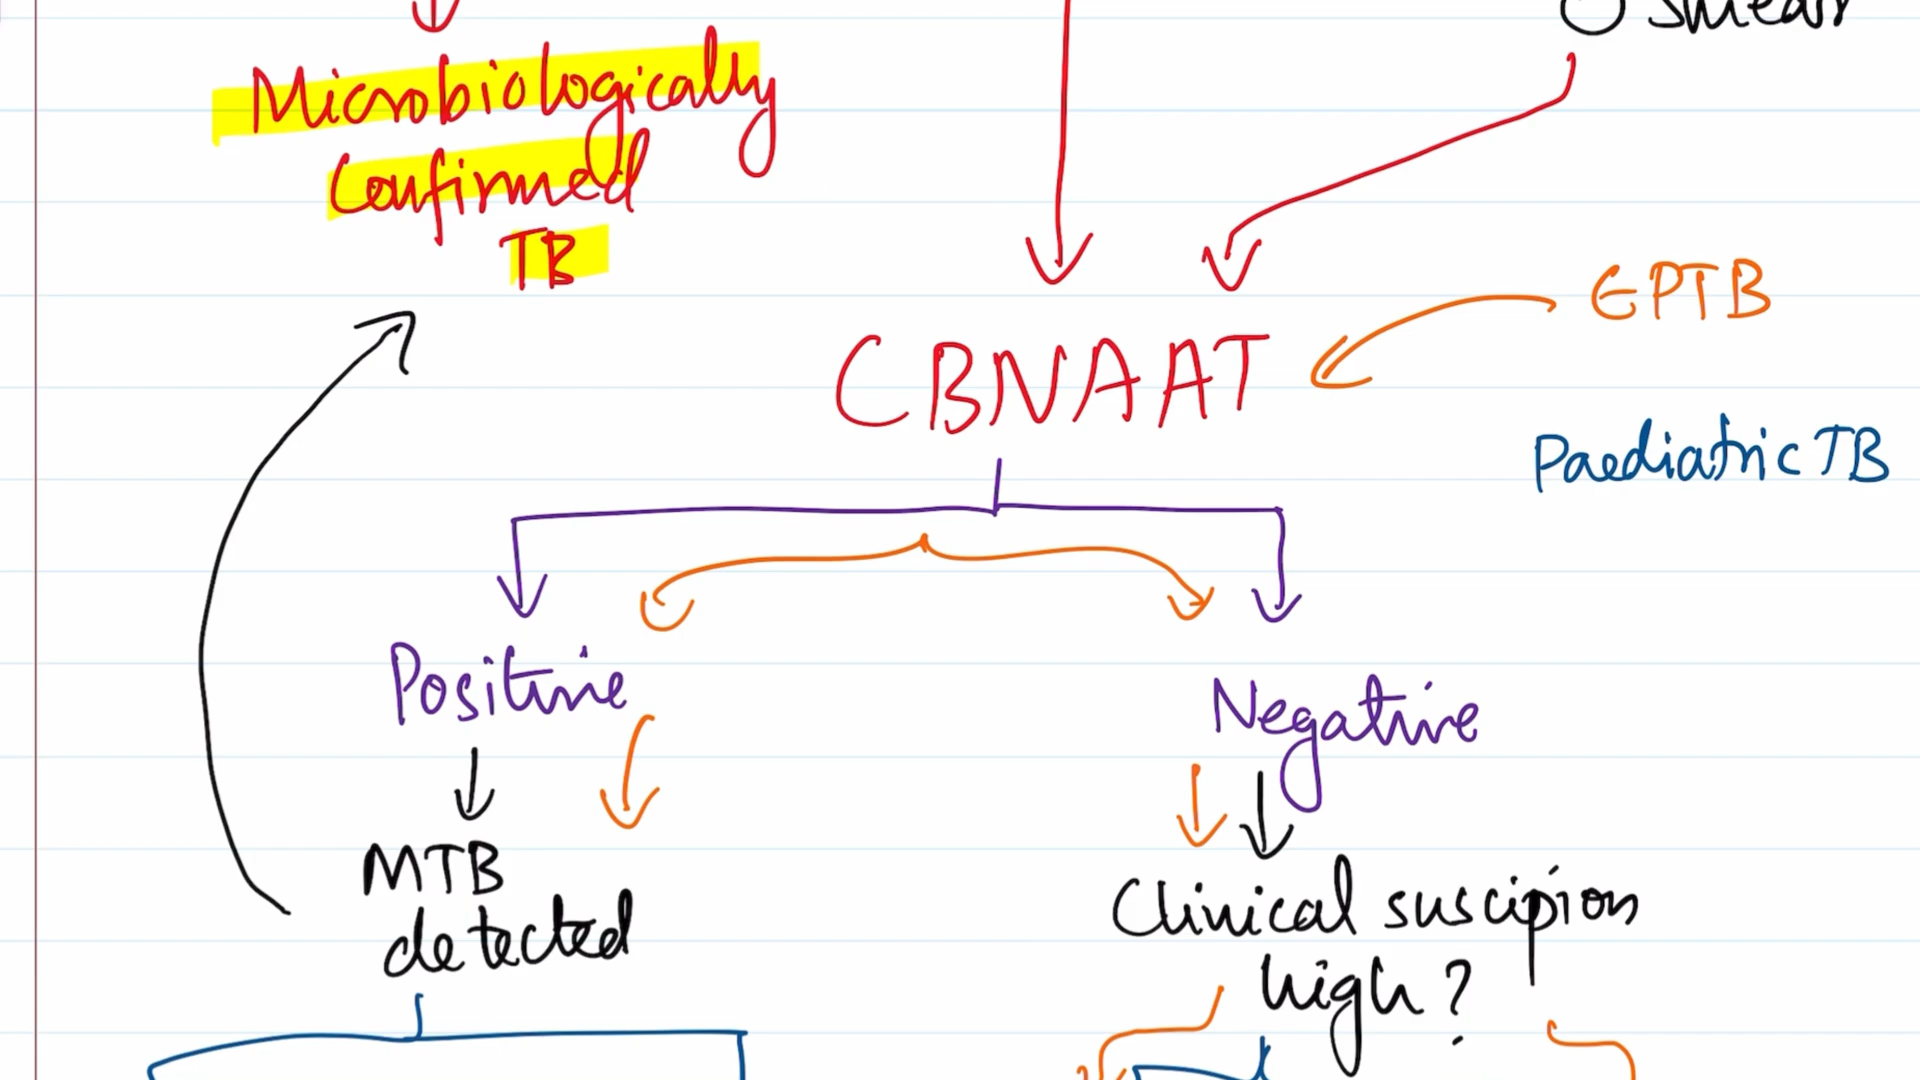 smear
Microbiologically
Confirmed
TB
EPTB
CBNAAT
Paediatric TB
Positive
Negative
MTB
detected
Clinical suscipion
high?